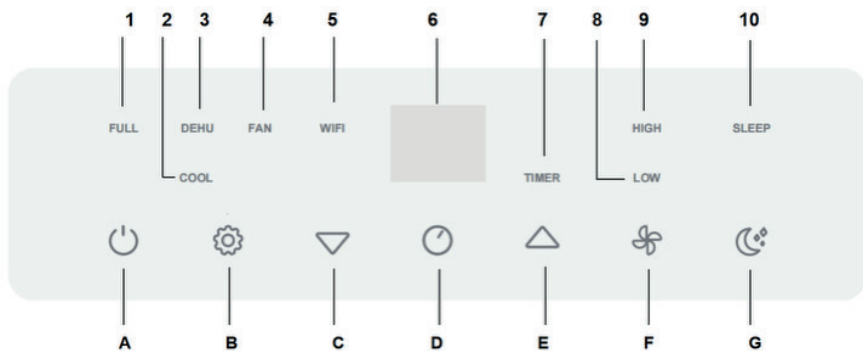 1 2 3 4 5 6 7 8 9 10
FULL DEHU FAN WIFI HIGH SLEEP
COOL TIMER LOW
A B C D E F G